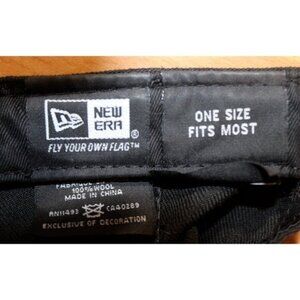 NEW
ERA®
FLY YOUR OWN FLAG™
ONE SIZE
FITS MOST
100% WOOL
MADE IN CHINA
RN11493 CA40289
EXCLUSIVE OF DECORATION